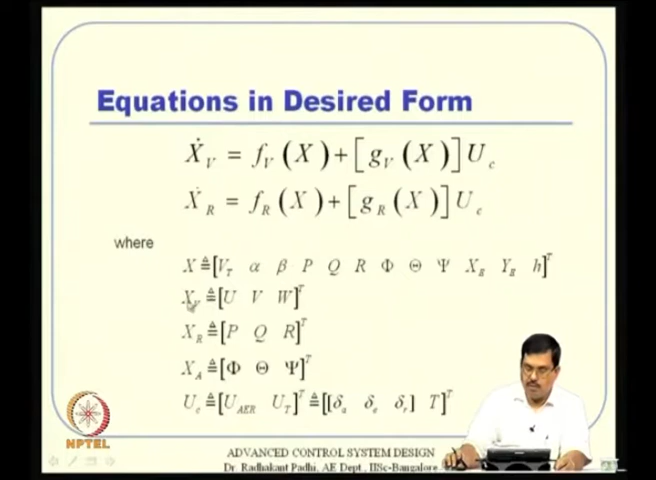 Equations in Desired Form
Ẋ_V = f_V (X) + [g_V (X)] U_c
Ẋ_R = f_R (X) + [g_R (X)] U_c
where
X ≜ [V_T α β P Q R Φ Θ Ψ X_E Y_E h]^T
X_V ≜ [U V W]^T
X_R ≜ [P Q R]^T
X_A ≜ [Φ Θ Ψ]^T
U_c ≜ [U_AER U_T]^T ≜ [[δ_a δ_e δ_r] T]^T
NPTEL
ADVANCED CONTROL SYSTEM DESIGN
Dr. Radhakant Padhi, AE Dept., IISc-Bangalore